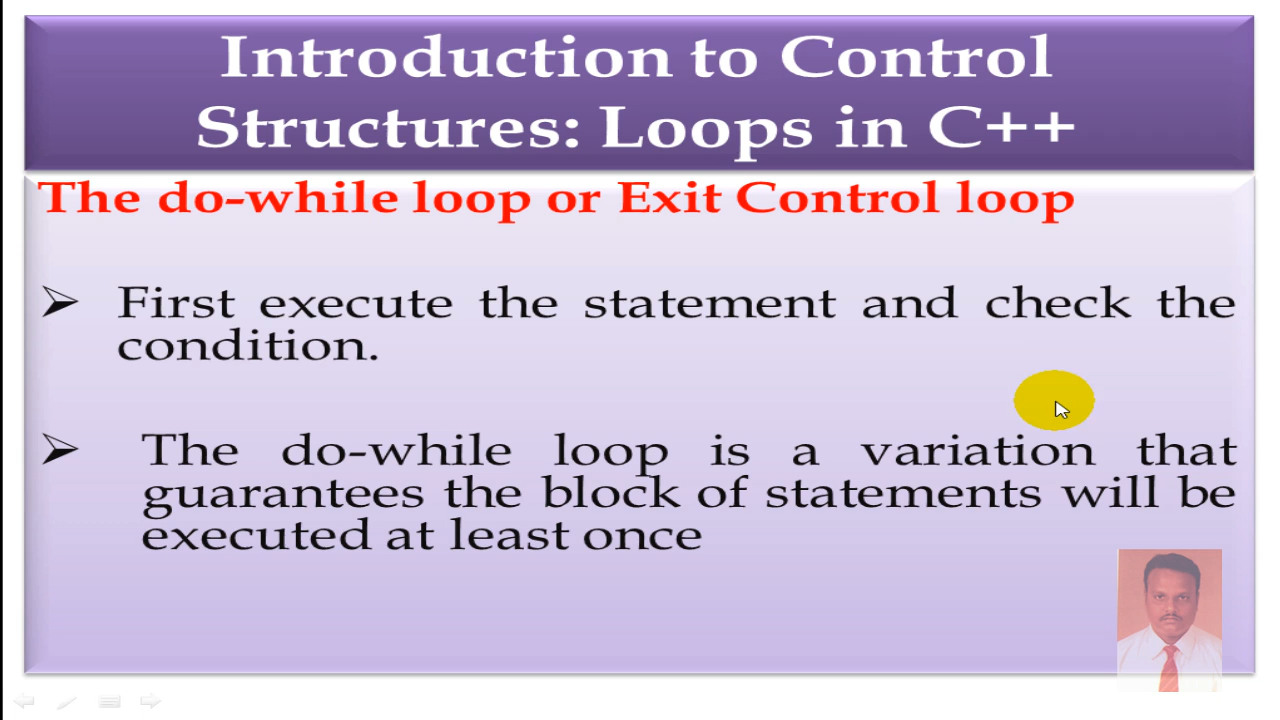 Introduction to Control
Structures: Loops in C++
The do-while loop or Exit Control loop
➢ First execute the statement and check the
condition.
➢ The do-while loop is a variation that
guarantees the block of statements will be
executed at least once